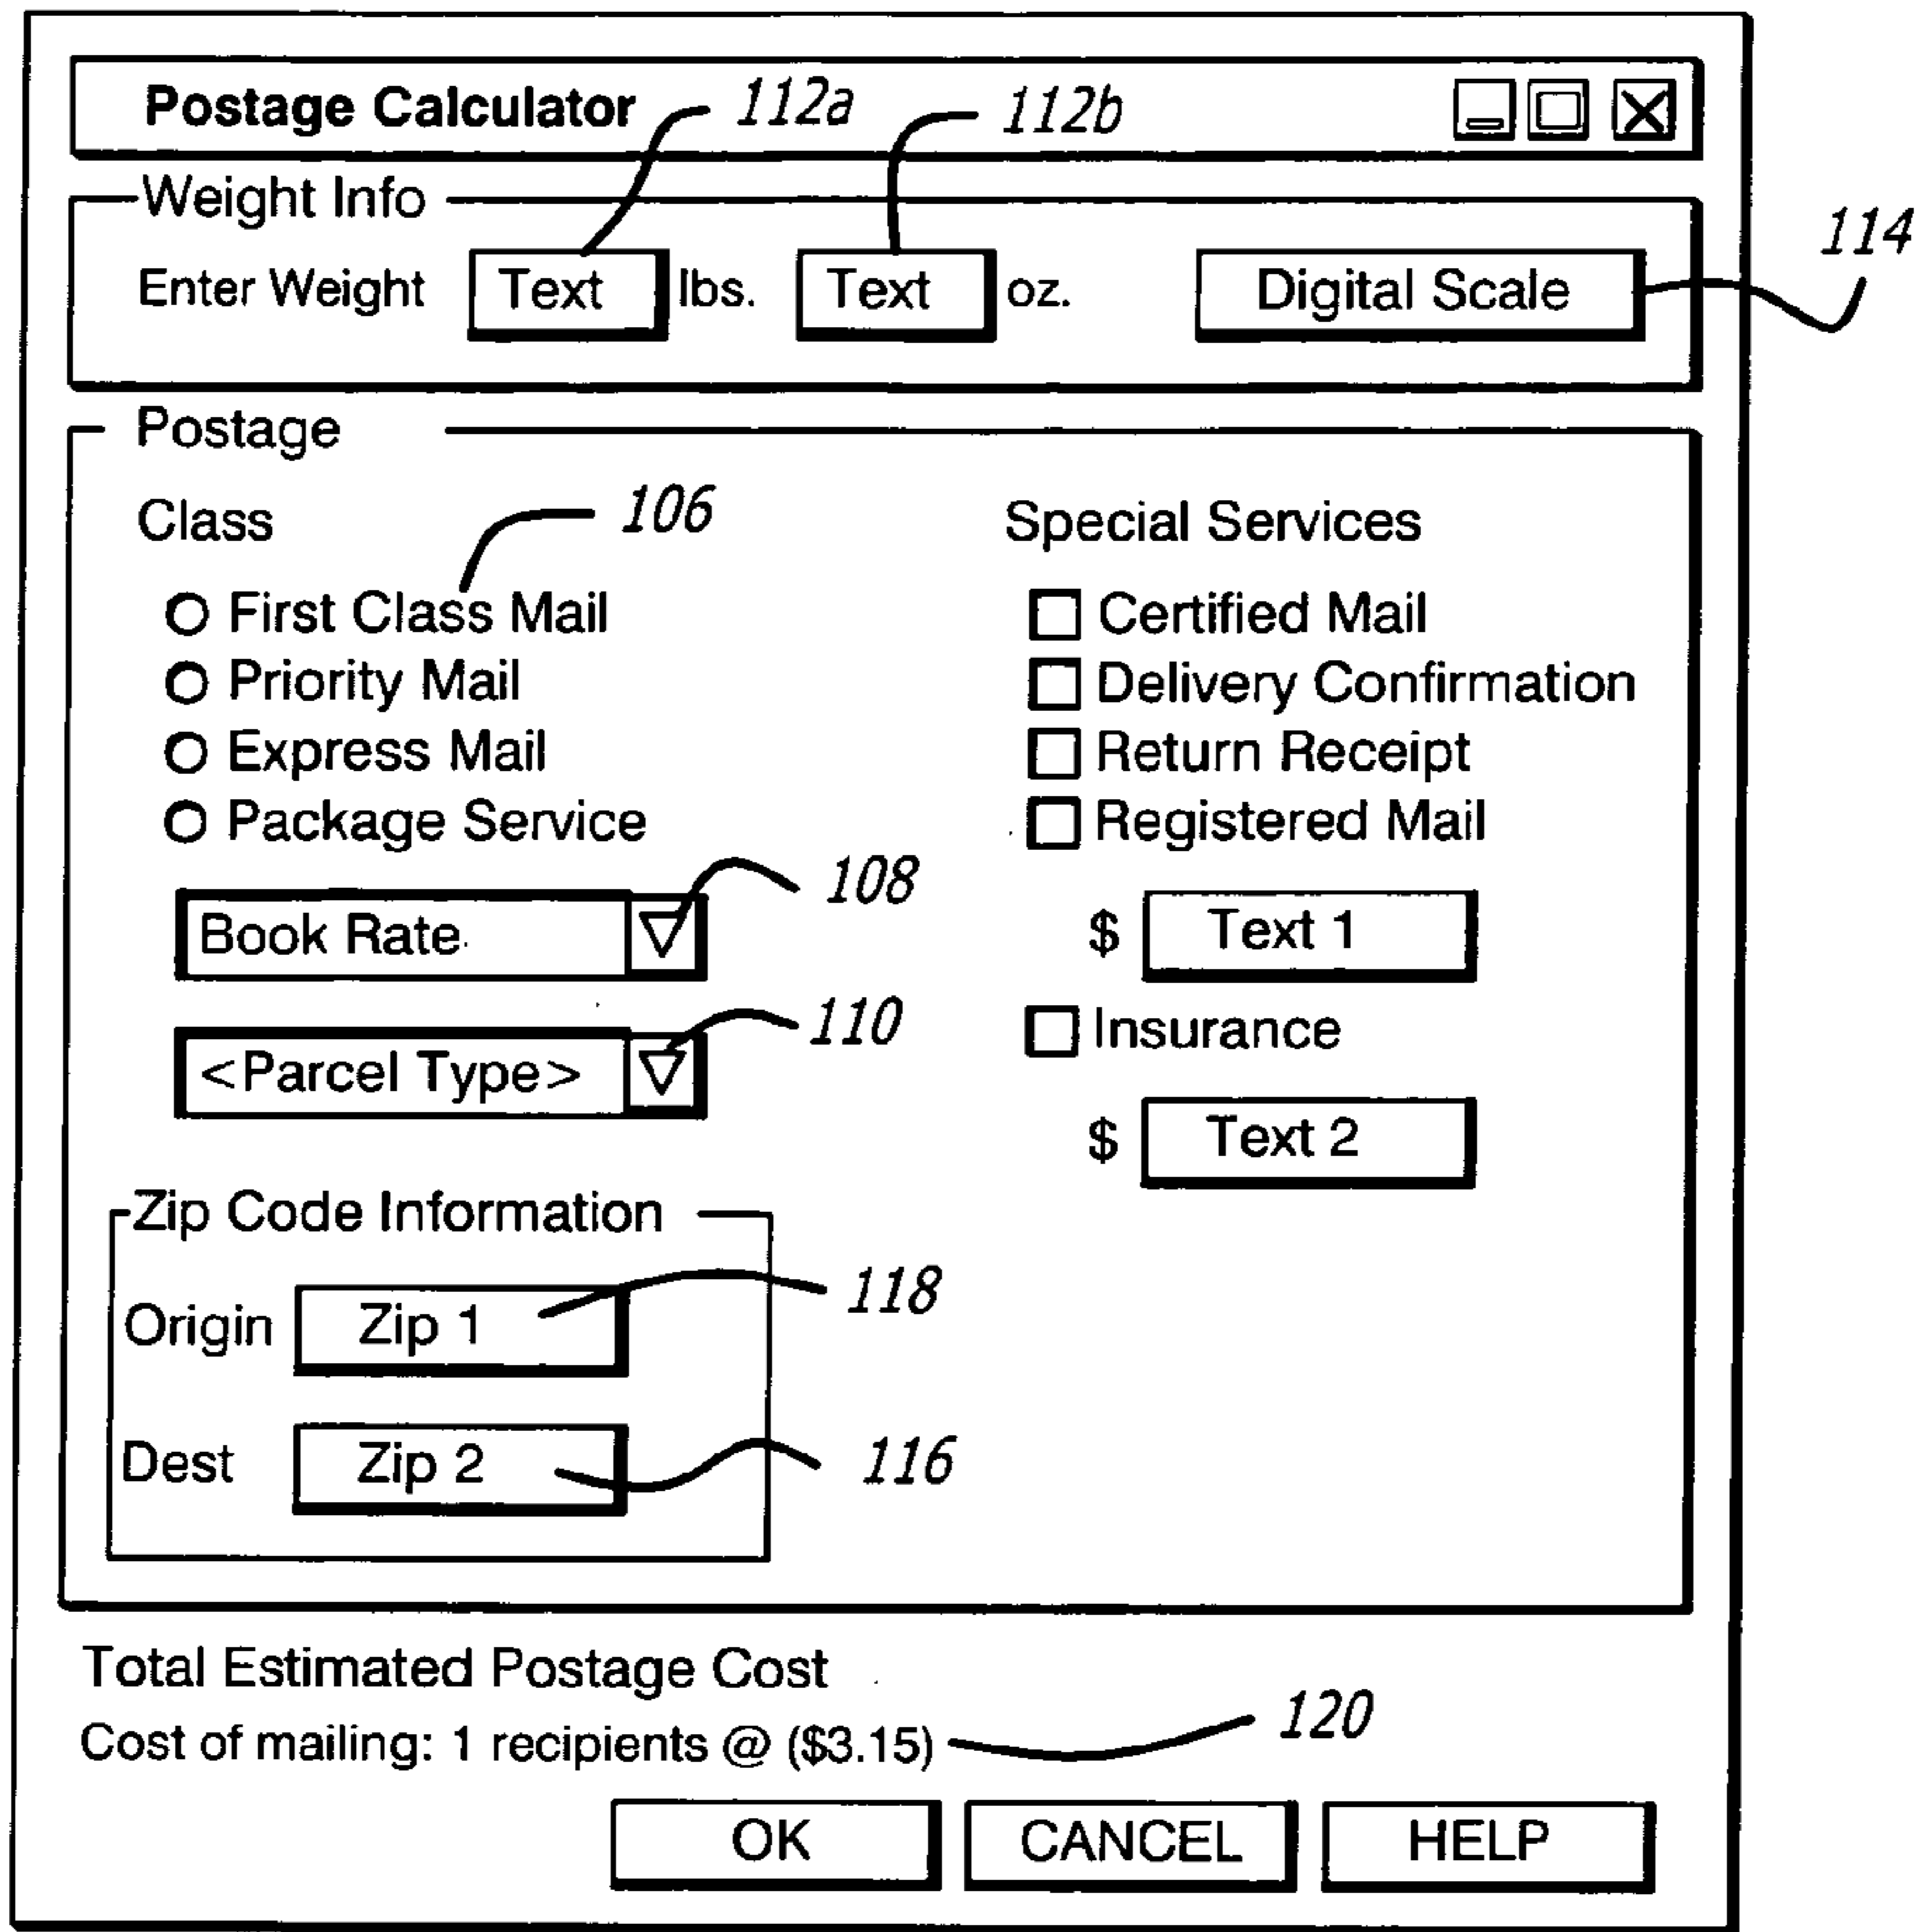 Postage Calculator 112a 112b
Weight Info
114
Enter Weight Text lbs. Text oz. Digital Scale
Postage
Class 106
First Class Mail
Priority Mail
Express Mail
Package Service
Book Rate 108
<Parcel Type> 110
Special Services
Certified Mail
Delivery Confirmation
Return Receipt
Registered Mail
$ Text 1
Insurance
$ Text 2
Zip Code Information
Origin Zip 1 118
Dest Zip 2 116
Total Estimated Postage Cost
Cost of mailing: 1 recipients @ ($3.15) 120
OK CANCEL HELP